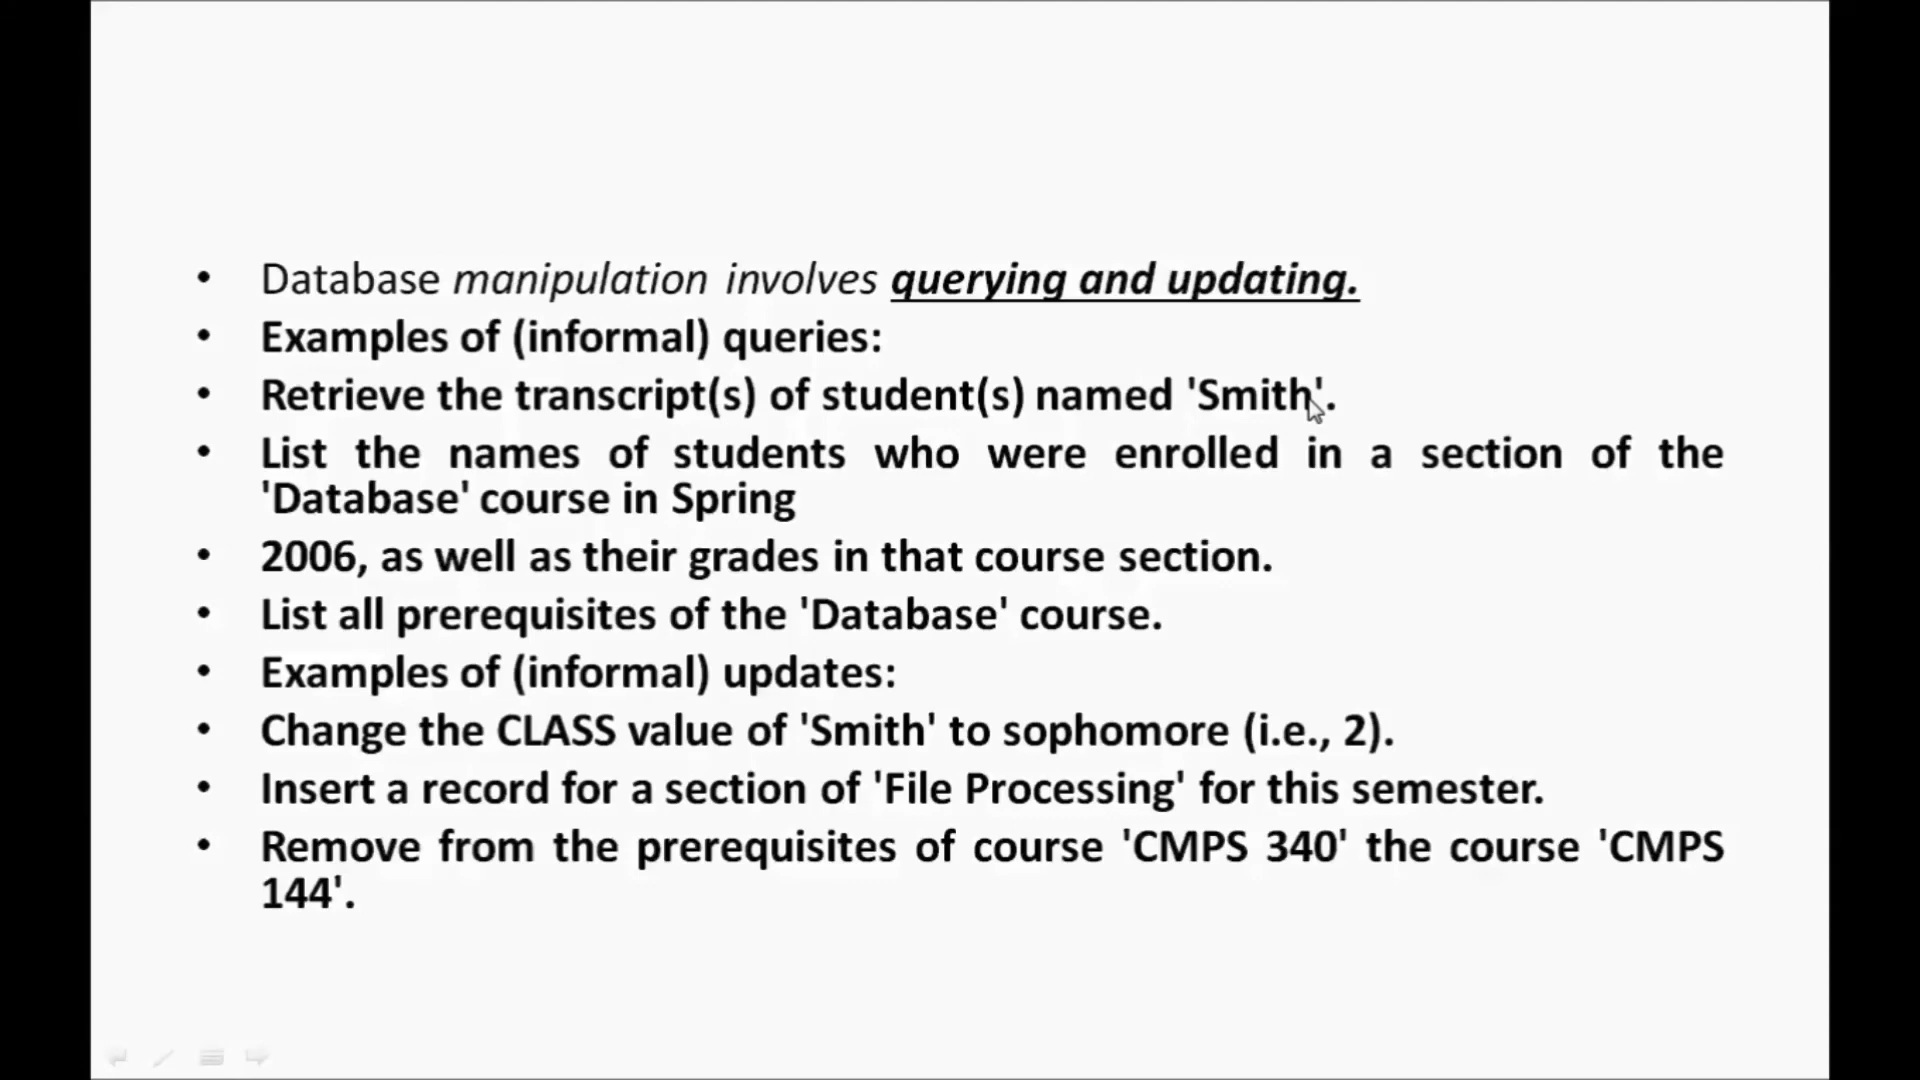 • Database manipulation involves querying and updating.
• Examples of (informal) queries:
• Retrieve the transcript(s) of student(s) named 'Smith'.
• List the names of students who were enrolled in a section of the
'Database' course in Spring
• 2006, as well as their grades in that course section.
• List all prerequisites of the 'Database' course.
• Examples of (informal) updates:
• Change the CLASS value of 'Smith' to sophomore (i.e., 2).
• Insert a record for a section of 'File Processing' for this semester.
• Remove from the prerequisites of course 'CMPS 340' the course 'CMPS
144'.